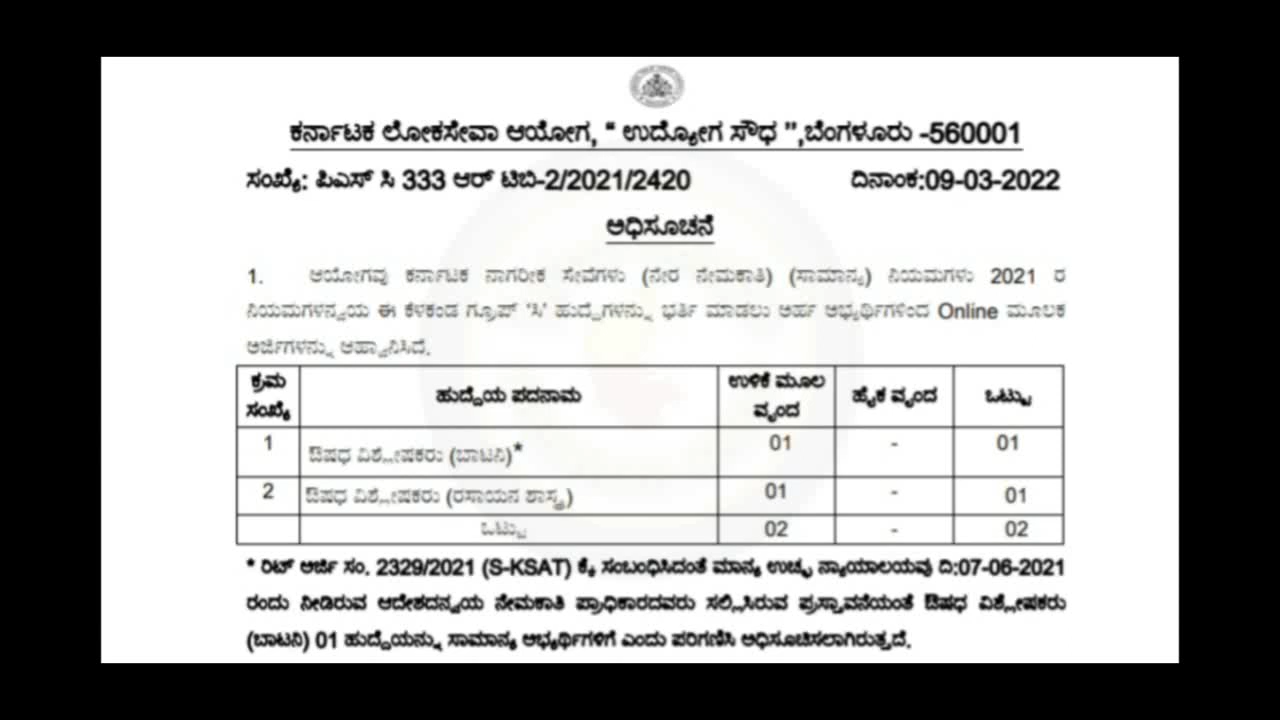 ಕರ್ನಾಟಕ ಲೋಕಸೇವಾ ಆಯೋಗ, “ ಉದ್ಯೋಗ ಸೌಧ ”,ಬೆಂಗಳೂರು -560001
ಸಂಖ್ಯೆ: ಪಿಎಸ್ ಸಿ 333 ಆರ್ ಟಿಬಿ-2/2021/2420 ದಿನಾಂಕ:09-03-2022
ಅಧಿಸೂಚನೆ
1. ಆಯೋಗವು ಕರ್ನಾಟಕ ನಾಗರೀಕ ಸೇವೆಗಳು (ನೇರ ನೇಮಕಾತಿ) (ಸಾಮಾನ್ಯ) ನಿಯಮಗಳು 2021 ರ
ನಿಯಮಗಳನ್ವಯ ಈ ಕೆಳಕಂಡ ಗ್ರೂಪ್ ‘ಸಿ’ ಹುದ್ದೆಗಳನ್ನು ಭರ್ತಿ ಮಾಡಲು ಅರ್ಹ ಅಭ್ಯರ್ಥಿಗಳಿಂದ Online ಮೂಲಕ
ಅರ್ಜಿಗಳನ್ನು ಆಹ್ವಾನಿಸಿದೆ.
ಕ್ರಮ ಸಂಖ್ಯೆ ಹುದ್ದೆಯ ಪದನಾಮ ಉಳಿಕೆ ಮೂಲ ವೃಂದ ಹೈಕ ವೃಂದ ಒಟ್ಟು
1 ಔಷಧ ವಿಶ್ಲೇಷಕರು (ಬಾಟನಿ)* 01 - 01
2 ಔಷಧ ವಿಶ್ಲೇಷಕರು (ರಸಾಯನ ಶಾಸ್ತ್ರ) 01 - 01
ಒಟ್ಟು 02 - 02
* ರಿಟ್ ಅರ್ಜಿ ಸಂ. 2329/2021 (S-KSAT) ಕ್ಕೆ ಸಂಬಂಧಿಸಿದಂತೆ ಮಾನ್ಯ ಉಚ್ಛ ನ್ಯಾಯಾಲಯವು ದಿ:07-06-2021
ರಂದು ನೀಡಿರುವ ಆದೇಶದನ್ವಯ ನೇಮಕಾತಿ ಪ್ರಾಧಿಕಾರದವರು ಸಲ್ಲಿಸಿರುವ ಪ್ರಸ್ತಾವನೆಯಂತೆ ಔಷಧ ವಿಶ್ಲೇಷಕರು
(ಬಾಟನಿ) 01 ಹುದ್ದೆಯನ್ನು ಸಾಮಾನ್ಯ ಅಭ್ಯರ್ಥಿಗಳಿಗೆ ಎಂದು ಪರಿಗಣಿಸಿ ಅಧಿಸೂಚಿಸಲಾಗಿರುತ್ತದೆ.